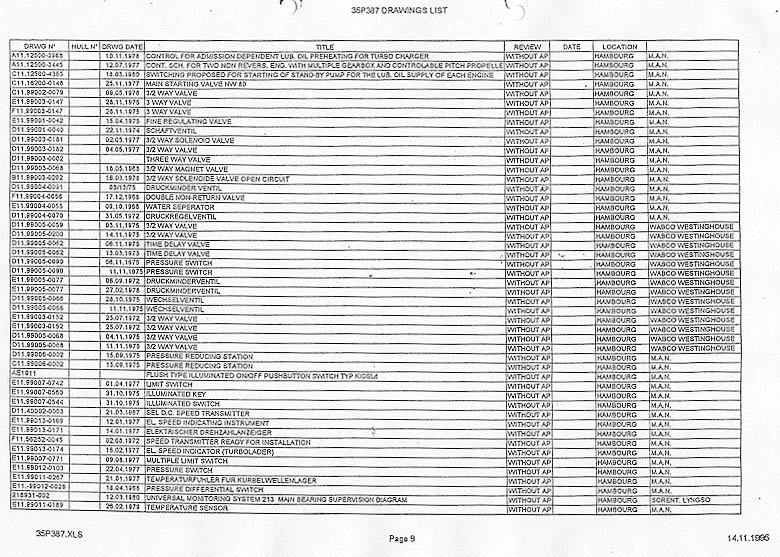 35P387 DRAWINGS LIST
DRWG N° HULL N° DRWG DATE TITLE REVIEW DATE LOCATION
A11.12500-3965 10.11.1976 CONTROL FOR ADMISSION DEPENDENT LUB. OIL PREHEATING FOR TURBO CHARGER WITHOUT AP HAMBOURG M.A.N.
A51.12500-3445 12.07.1977 CONT. SCH. FOR TWO NON REVERS. ENG. WITH MULTIPLE GEARBOX AND CONTROLABLE PITCH PROPELLE WITHOUT AP HAMBOURG M.A.N.
C11.12500-4385 18.03.1980 SWITCHING PROPOSED FOR STARTING OF STAND-BY PUMP FOR THE LUB. OIL SUPPLY OF EACH ENGINE WITHOUT AP HAMBOURG M.A.N.
C11.16200-0148 25.11.1977 MAIN STARTING VALVE NW 80 WITHOUT AP HAMBOURG M.A.N.
C11.99002-0079 09.05.1978 3/2 WAY VALVE WITHOUT AP HAMBOURG M.A.N.
E11.99003-0147 28.11.1975 3 WAY VALVE WITHOUT AP HAMBOURG M.A.N.
F11.99003-0147 28.11.1975 3 WAY VALVE WITHOUT AP HAMBOURG M.A.N.
E11.99001-0042 15.04.1975 FINE REGULATING VALVE WITHOUT AP HAMBOURG M.A.N.
D11.99001-0040 22.11.1974 SCHAFTVENTIL WITHOUT AP HAMBOURG M.A.N.
D11.99003-0181 02.05.1977 3/2 WAY SOLENOID VALVE WITHOUT AP HAMBOURG M.A.N.
D11.99003-0182 04.05.1977 3/2 WAY VALVE WITHOUT AP HAMBOURG M.A.N.
D11.99003-0002 THREE WAY VALVE WITHOUT AP HAMBOURG M.A.N.
D11.99003-0068 16.05.1968 3/2 WAY MAGNET VALVE WITHOUT AP HAMBOURG M.A.N.
B11.99003-0202 18.03.1978 3/2 WAY SOLENOIDE VALVE OPEN CIRCUIT WITHOUT AP HAMBOURG M.A.N.
D11.99004-0091 03/13/75 DRUCKMINDER VENTIL WITHOUT AP HAMBOURG M.A.N.
F11.99004-0056 17.12.1968 DOUBLE NON-RETURN VALVE WITHOUT AP HAMBOURG M.A.N.
E11.99004-0055 09.10.1968 WATER SEPERATOR WITHOUT AP HAMBOURG M.A.N.
D11.99004-0070 31.05.1972 DRUCKREGELVENTIL WITHOUT AP HAMBOURG M.A.N.
D11.99005-0059 03.11.1975 3/2 WAY VALVE WITHOUT AP HAMBOURG WABCO WESTINGHOUSE
D11.99005-0200 14.11.1975 3/2 WAY VALVE WITHOUT AP HAMBOURG WABCO WESTINGHOUSE
D11.99005-0062 06.11.1975 TIME DELAY VALVE WITHOUT AP HAMBOURG WABCO WESTINGHOUSE
D11.99005-0062 13.03.1973 TIME DELAY VALVE WITHOUT AP HAMBOURG WABCO WESTINGHOUSE
D11.99005-0090 06.11.1975 PRESSURE SWITCH WITHOUT AP HAMBOURG WABCO WESTINGHOUSE
D11.99005-0090 11.11.1975 PRESSURE SWITCH WITHOUT AP HAMBOURG WABCO WESTINGHOUSE
D11.99005-0077 06.09.1972 DRUCKMINDERVENTIL WITHOUT AP HAMBOURG WABCO WESTINGHOUSE
D11.99005-0077 27.02.1978 DRUCKMINDERVENTIL WITHOUT AP HAMBOURG WABCO WESTINGHOUSE
D11.99005-0066 28.10.1975 WECHSELVENTIL WITHOUT AP HAMBOURG WABCO WESTINGHOUSE
D11.99005-0066 11.11.1975 WECHSELVENTIL WITHOUT AP HAMBOURG WABCO WESTINGHOUSE
E11.99003-0152 25.07.1972 3/2 WAY VALVE WITHOUT AP HAMBOURG WABCO WESTINGHOUSE
E11.99003-0152 25.07.1972 3/2 WAY VALVE WITHOUT AP HAMBOURG WABCO WESTINGHOUSE
D11.99005-0068 04.11.1975 3/2 WAY VALVE WITHOUT AP HAMBOURG WABCO WESTINGHOUSE
D11.99005-0068 11.11.1975 3/2 WAY VALVE WITHOUT AP HAMBOURG WABCO WESTINGHOUSE
D11.99006-0002 15.09.1975 PRESSURE REDUCING STATION WITHOUT AP HAMBOURG M.A.N.
D11.99006-0002 15.09.1975 PRESSURE REDUCING STATION WITHOUT AP HAMBOURG M.A.N.
AE1011 FLUSH TYPE ILLUMINATED ON/OFF PUSHBUTTON SWITCH TYP WITHOUT AP HAMBOURG M.A.N.
E11.99007-0742 01.04.1977 LIMIT SWITCH WITHOUT AP HAMBOURG M.A.N.
E11.99007-0560 31.10.1975 ILLUMINATED KEY WITHOUT AP HAMBOURG M.A.N.
E11.99007-0544 31.10.1975 ILLUMINATED SWITCH WITHOUT AP HAMBOURG M.A.N.
D11.40002-0003 21.03.1967 SEL D.C. SPEED TRANSMITTER WITHOUT AP HAMBOURG M.A.N.
E11.99013-0169 12.01.1976 EL. SPEED INDICATING INSTRUMENT WITHOUT AP HAMBOURG M.A.N.
E11.99013-0171 14.01.1977 ELEKTRISCHER DREHZAHLANZEIGER WITHOUT AP HAMBOURG M.A.N.
F11.56252-0045 02.08.1972 SPEED TRANSMITTER READY FOR INSTALLATION WITHOUT AP HAMBOURG M.A.N.
E11.99013-0174 16.02.1977 EL. SPEED INDICATOR (TURBOLADER) WITHOUT AP HAMBOURG M.A.N.
E11.99007-0771 09.08.1977 MULTIPLE LIMIT SWITCH WITHOUT AP HAMBOURG M.A.N.
E11.99012-0103 22.04.1977 PRESSURE SWITCH WITHOUT AP HAMBOURG M.A.N.
E11.99011-0267 21.01.1977 TEMPERATURFUHLER FUR KURBELWELLENLAGER WITHOUT AP HAMBOURG M.A.N.
E11.-99012-0028 18.04.1968 PRESSURE DIFFERENTIAL SWITCH WITHOUT AP HAMBOURG M.A.N.
218931-002 12.03.1980 UNIVERSAL MONITORING SYSTEM 213 MAIN BEARING SUPERVISION DIAGRAM WITHOUT AP HAMBOURG SORENT. LYNGSO
E11.99011-0189 26.02.1979 TEMPERATURE SENSOR WITHOUT AP HAMBOURG M.A.N.
35P387.XLS Page 9 14.11.1995